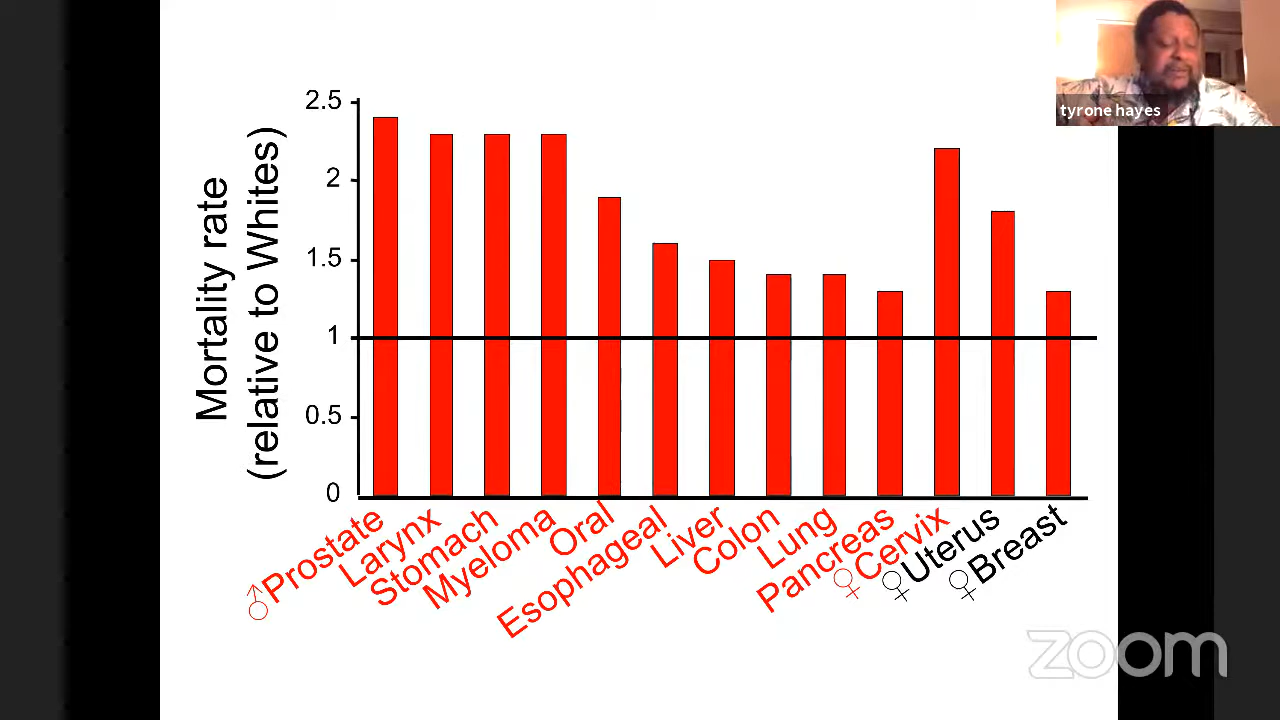 tyrone hayes
Mortality rate
(relative to Whites)
2.5
2
1.5
1
0.5
0
♂Prostate
Larynx
Stomach
Myeloma
Oral
Esophageal
Liver
Colon
Lung
Pancreas
♀Cervix
♀Uterus
♀Breast
zoom